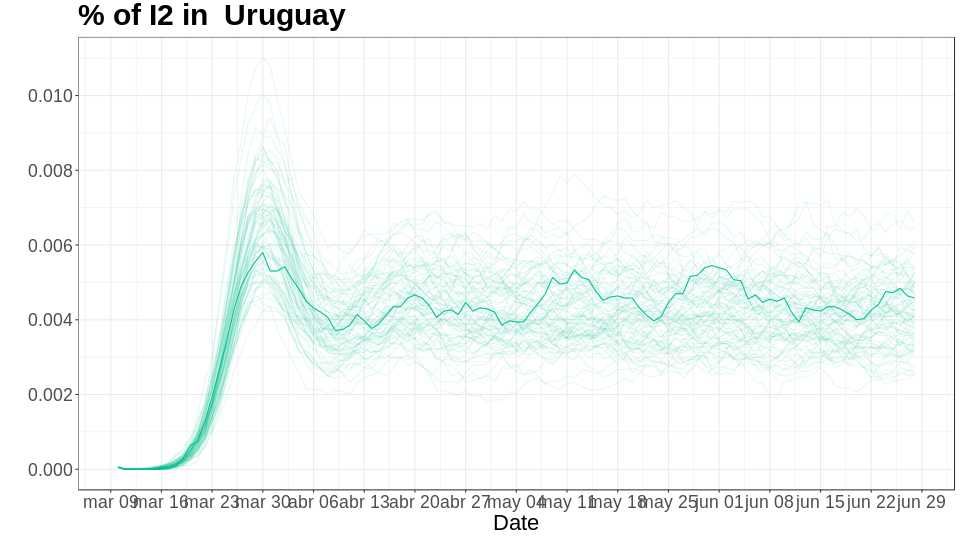 % of I2 in  Uruguay
0.010
0.008
0.006
0.004
0.002
0.000
mar 09 mar 16 mar 23 mar 30 abr 06 abr 13 abr 20 abr 27 may 04 may 11 may 18 may 25 jun 01 jun 08 jun 15 jun 22 jun 29
Date